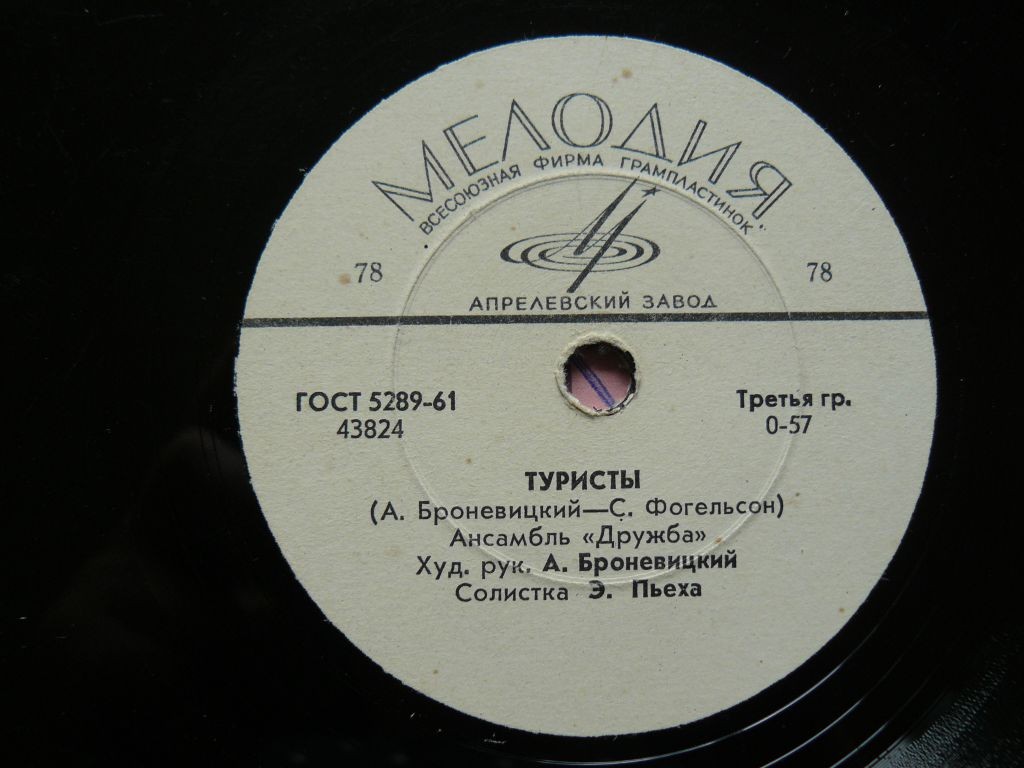 МЕЛОДИЯ
ВСЕСОЮЗНАЯ ФИРМА ГРАМПЛАСТИНОК
78 78
АПРЕЛЕВСКИЙ ЗАВОД
ГОСТ 5289-61 Третья гр.
43824 0-57
ТУРИСТЫ
(А. Броневицкий—С. Фогельсон)
Ансамбль «Дружба»
Худ. рук. А. Броневицкий
Солистка Э. Пьеха